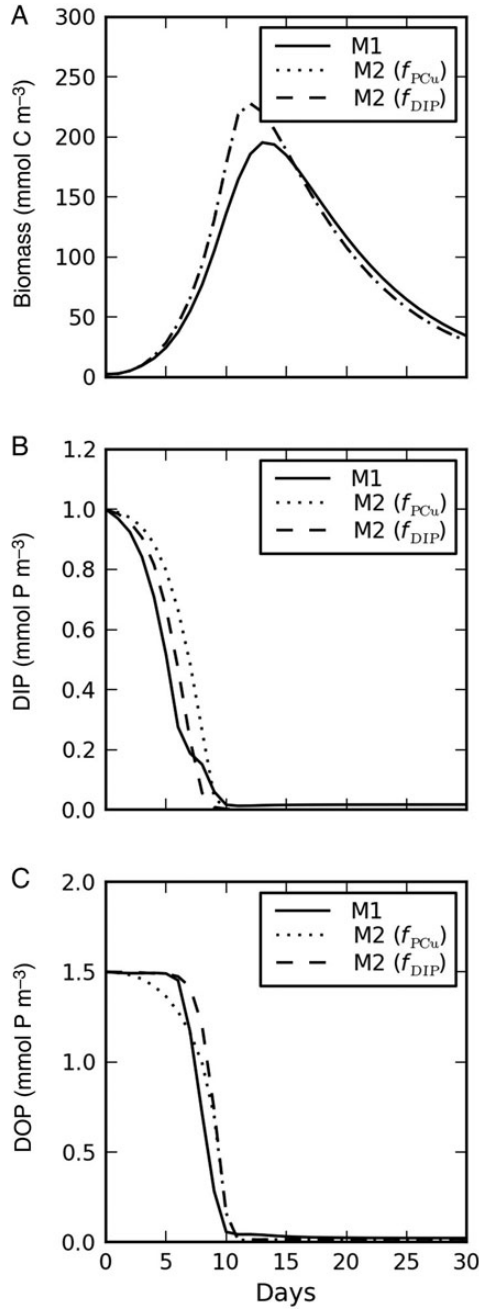 A
300
250
200
150
100
50
0
Biomass (mmol C m⁻³)
M1
M2 (f_PCu)
M2 (f_DIP)
B
1.2
1.0
0.8
0.6
0.4
0.2
0.0
DIP (mmol P m⁻³)
M1
M2 (f_PCu)
M2 (f_DIP)
C
2.0
1.5
1.0
0.5
0.0
DOP (mmol P m⁻³)
M1
M2 (f_PCu)
M2 (f_DIP)
0 5 10 15 20 25 30
Days